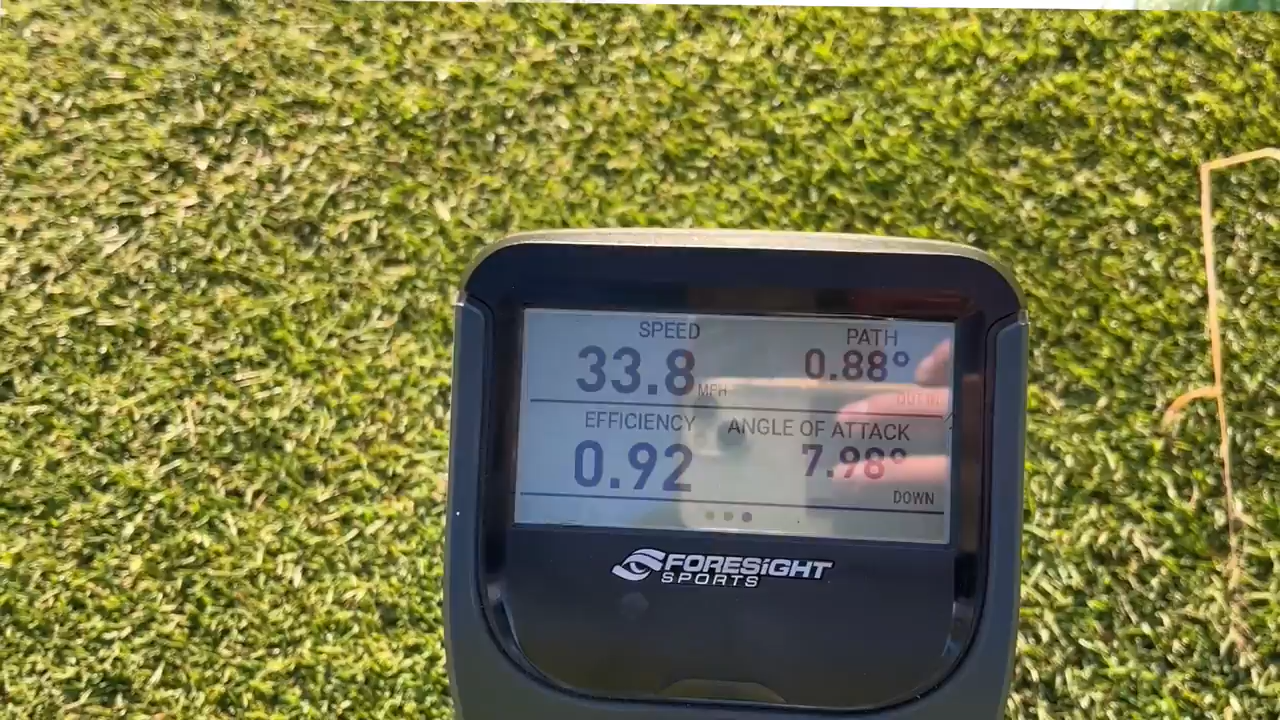 SPEED
33.8 MPH
PATH
0.88°
EFFICIENCY
0.92
ANGLE OF ATTACK
7.98°
DOWN
FORESIGHT
SPORTS